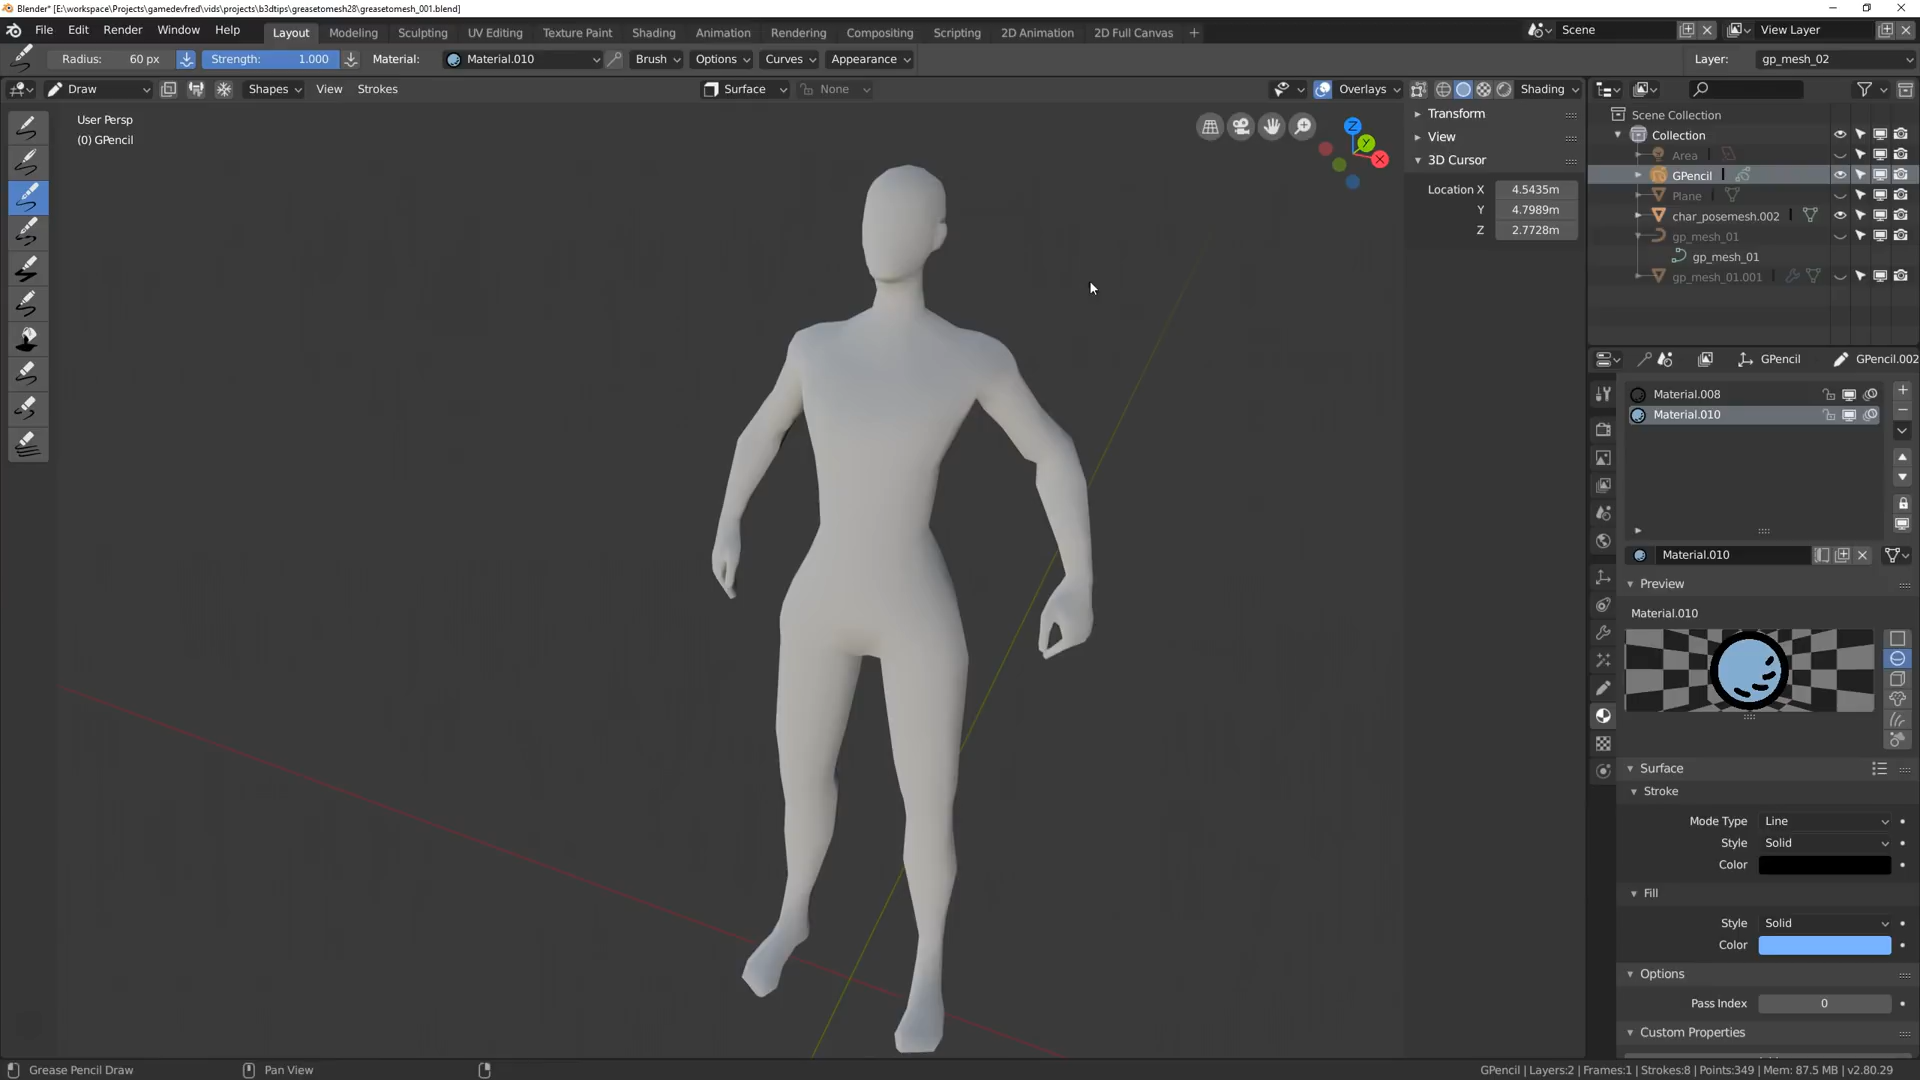 Blender* [E:\workspace\Projects\gamedevfred\vids\projects\b3dtips\greasetomesh28\greasetomesh_001.blend]
File Edit Render Window Help Layout Modeling Sculpting UV Editing Texture Paint Shading Animation Rendering Compositing Scripting 2D Animation 2D Full Canvas + Scene View Layer
Radius: 60 px Strength: 1.000 Material: Material.010 Brush Options Curves Appearance Layer: gp_mesh_02
Draw Shapes View Strokes Surface None Overlays Shading
User Persp
(0) GPencil
Z
Y
X
Transform
View
3D Cursor
Location X 4.5435m
Y 4.7989m
Z 2.7728m
Scene Collection
Collection
Area
GPencil
Plane
char_posemesh.002
gp_mesh_01
gp_mesh_01
gp_mesh_01.001
GPencil GPencil.002
Material.008
Material.010
Material.010
Preview
Material.010
Surface
Stroke
Mode Type Line
Style Solid
Color
Fill
Style Solid
Color
Options
Pass Index 0
Custom Properties
Grease Pencil Draw Pan View GPencil | Layers:2 | Frames:1 | Strokes:8 | Points:349 | Mem: 87.5 MB | v2.80.29